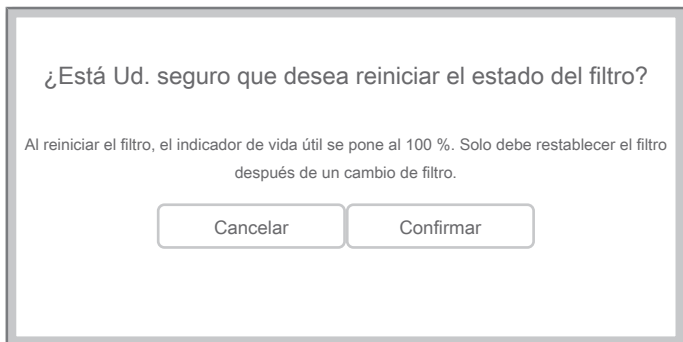 ¿Está Ud. seguro que desea reiniciar el estado del filtro?
Al reiniciar el filtro, el indicador de vida útil se pone al 100 %. Solo debe restablecer el filtro
después de un cambio de filtro.
Cancelar
Confirmar